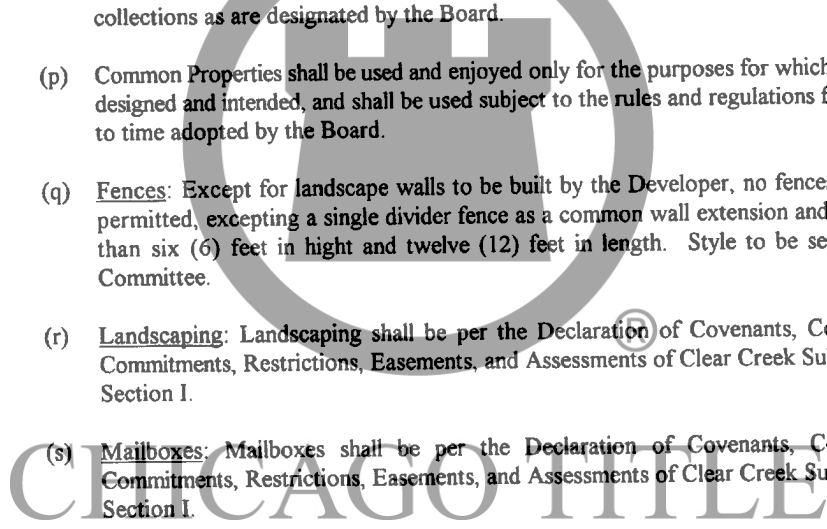 collections as are designated by the Board.
(p) Common Properties shall be used and enjoyed only for the purposes for which
designed and intended, and shall be used subject to the rules and regulations
to time adopted by the Board.
(q) Fences: Except for landscape walls to be built by the Developer, no fence
permitted, excepting a single divider fence as a common wall extension and
than six (6) feet in hight and twelve (12) feet in length. Style to be se
Committee.
(r) Landscaping: Landscaping shall be per the Declaration of Covenants, Co
Commitments, Restrictions, Easements, and Assessments of Clear Creek Su
Section I.
(s) Mailboxes: Mailboxes shall be per the Declaration of Covenants, C
Commitments, Restrictions, Easements, and Assessments of Clear Creek Su
Section I.
®
CHICAGO TITLE